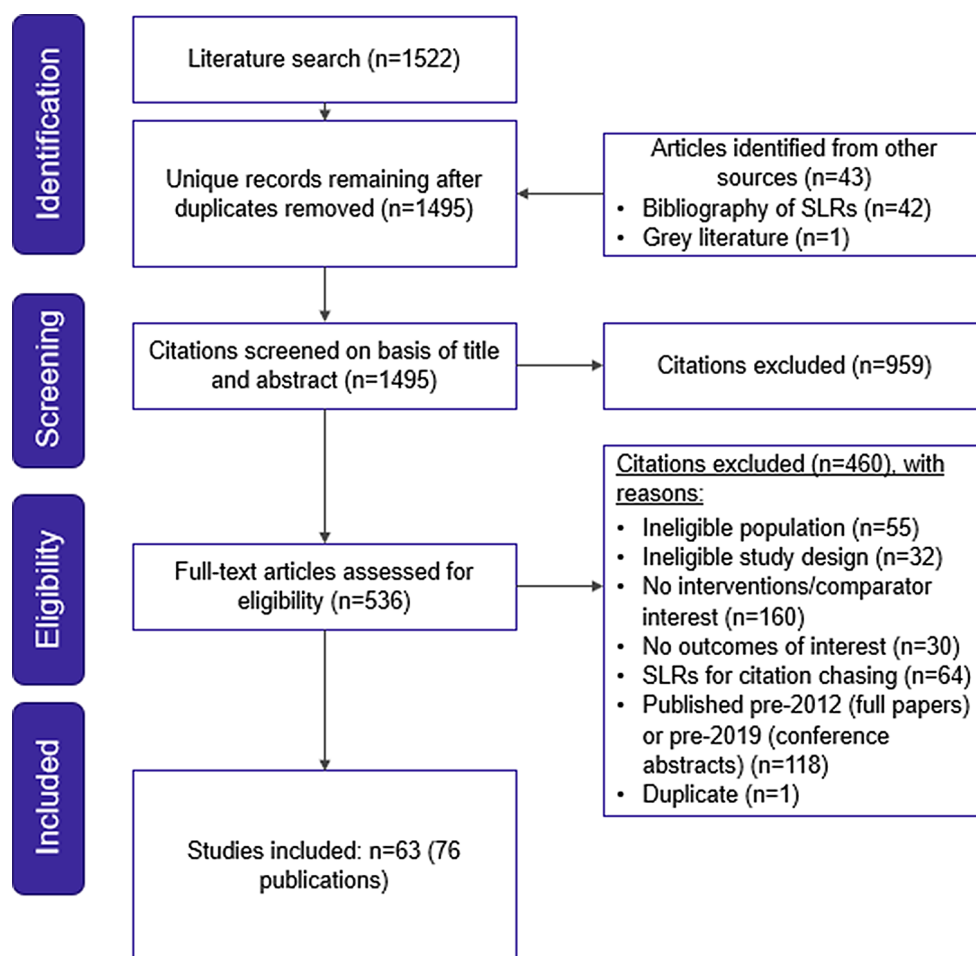 Identification
Literature search (n=1522)
Unique records remaining after
duplicates removed (n=1495)
Articles identified from other
sources (n=43)
• Bibliography of SLRs (n=42)
• Grey literature (n=1)
Screening
Citations screened on basis of title
and abstract (n=1495)
Citations excluded (n=959)
Eligibility
Full-text articles assessed for
eligibility (n=536)
Citations excluded (n=460), with
reasons:
• Ineligible population (n=55)
• Ineligible study design (n=32)
• No interventions/comparator
interest (n=160)
• No outcomes of interest (n=30)
• SLRs for citation chasing (n=64)
• Published pre-2012 (full papers)
or pre-2019 (conference
abstracts) (n=118)
• Duplicate (n=1)
Included
Studies included: n=63 (76
publications)